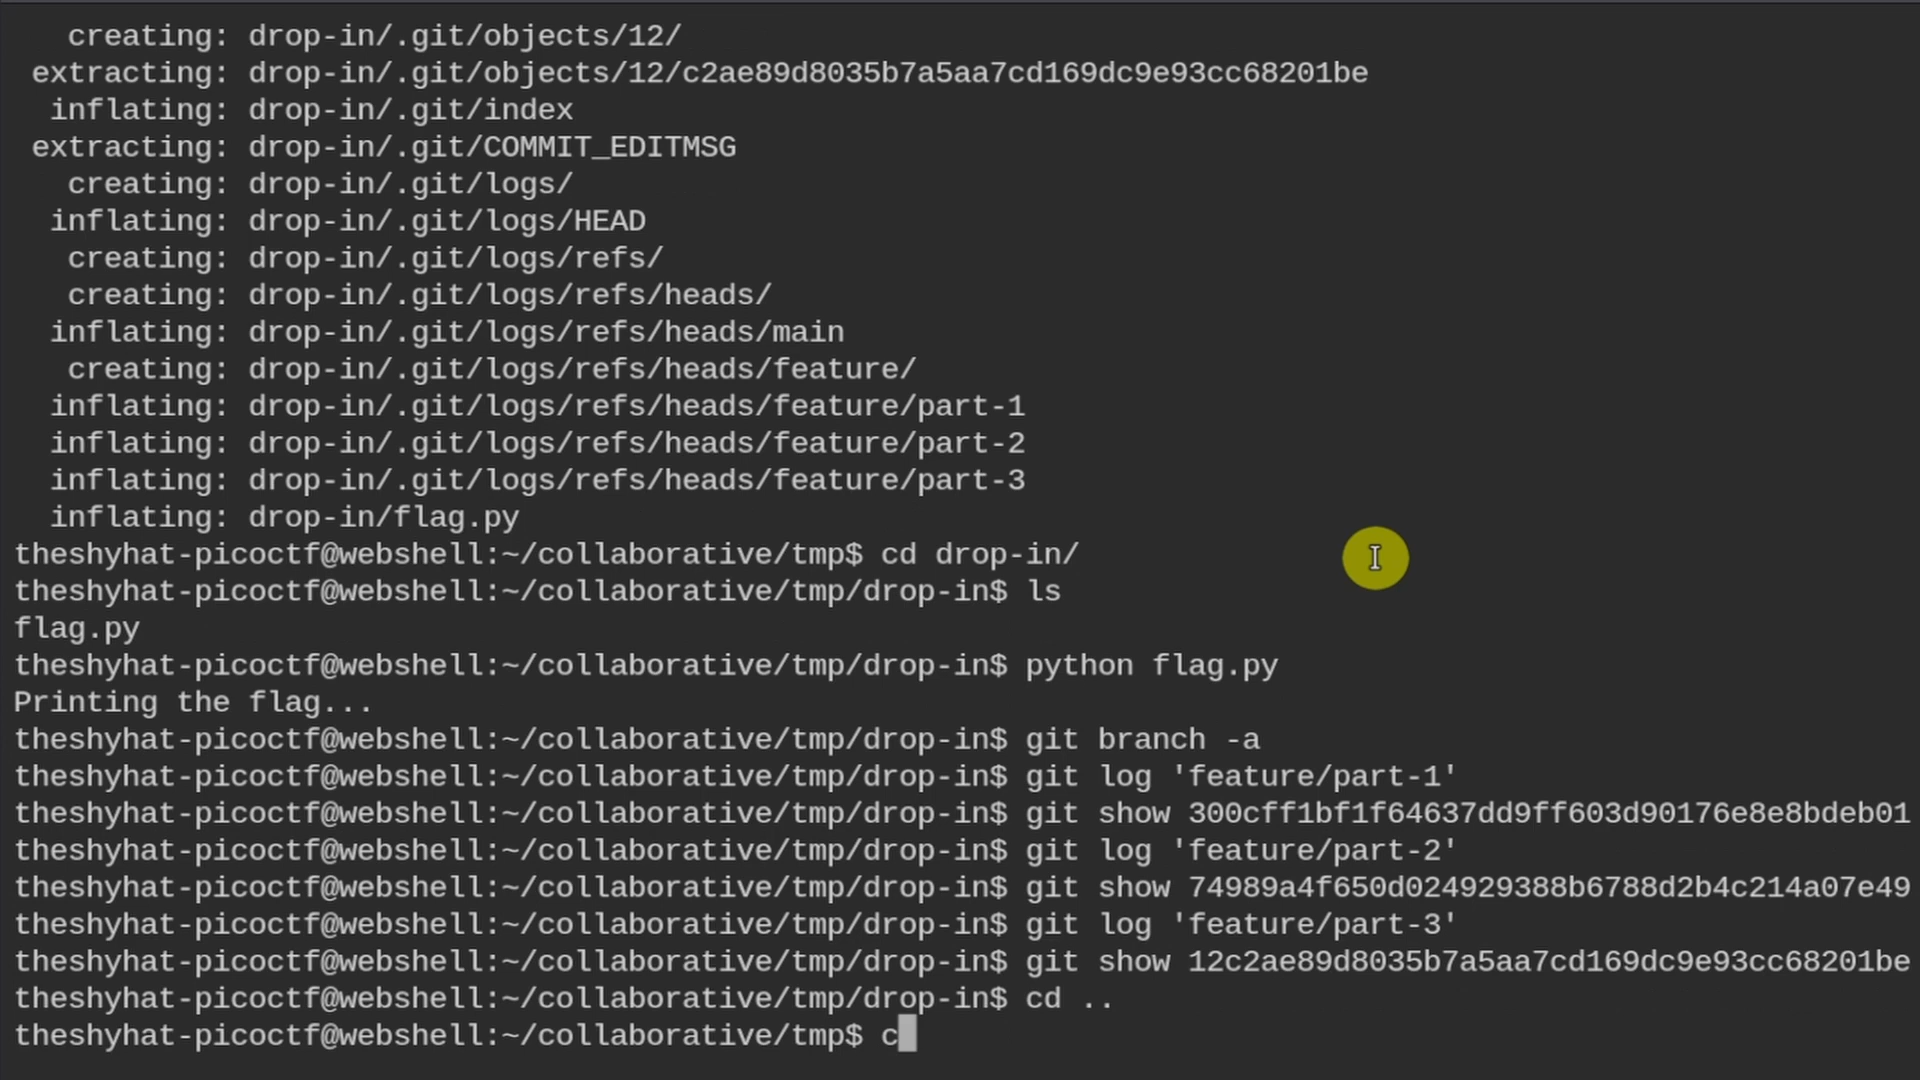 creating: drop-in/.git/objects/12/
extracting: drop-in/.git/objects/12/c2ae89d8035b7a5aa7cd169dc9e93cc68201be
inflating: drop-in/.git/index
extracting: drop-in/.git/COMMIT_EDITMSG
creating: drop-in/.git/logs/
inflating: drop-in/.git/logs/HEAD
creating: drop-in/.git/logs/refs/
creating: drop-in/.git/logs/refs/heads/
inflating: drop-in/.git/logs/refs/heads/main
creating: drop-in/.git/logs/refs/heads/feature/
inflating: drop-in/.git/logs/refs/heads/feature/part-1
inflating: drop-in/.git/logs/refs/heads/feature/part-2
inflating: drop-in/.git/logs/refs/heads/feature/part-3
inflating: drop-in/flag.py
theshyhat-picoctf@webshell:~/collaborative/tmp$ cd drop-in/
theshyhat-picoctf@webshell:~/collaborative/tmp/drop-in$ ls
flag.py
theshyhat-picoctf@webshell:~/collaborative/tmp/drop-in$ python flag.py
Printing the flag...
theshyhat-picoctf@webshell:~/collaborative/tmp/drop-in$ git branch -a
theshyhat-picoctf@webshell:~/collaborative/tmp/drop-in$ git log 'feature/part-1'
theshyhat-picoctf@webshell:~/collaborative/tmp/drop-in$ git show 300cff1bf1f64637dd9ff603d90176e8e8bdeb01
theshyhat-picoctf@webshell:~/collaborative/tmp/drop-in$ git log 'feature/part-2'
theshyhat-picoctf@webshell:~/collaborative/tmp/drop-in$ git show 74989a4f650d024929388b6788d2b4c214a07e49
theshyhat-picoctf@webshell:~/collaborative/tmp/drop-in$ git log 'feature/part-3'
theshyhat-picoctf@webshell:~/collaborative/tmp/drop-in$ git show 12c2ae89d8035b7a5aa7cd169dc9e93cc68201be
theshyhat-picoctf@webshell:~/collaborative/tmp/drop-in$ cd ..
theshyhat-picoctf@webshell:~/collaborative/tmp$ c